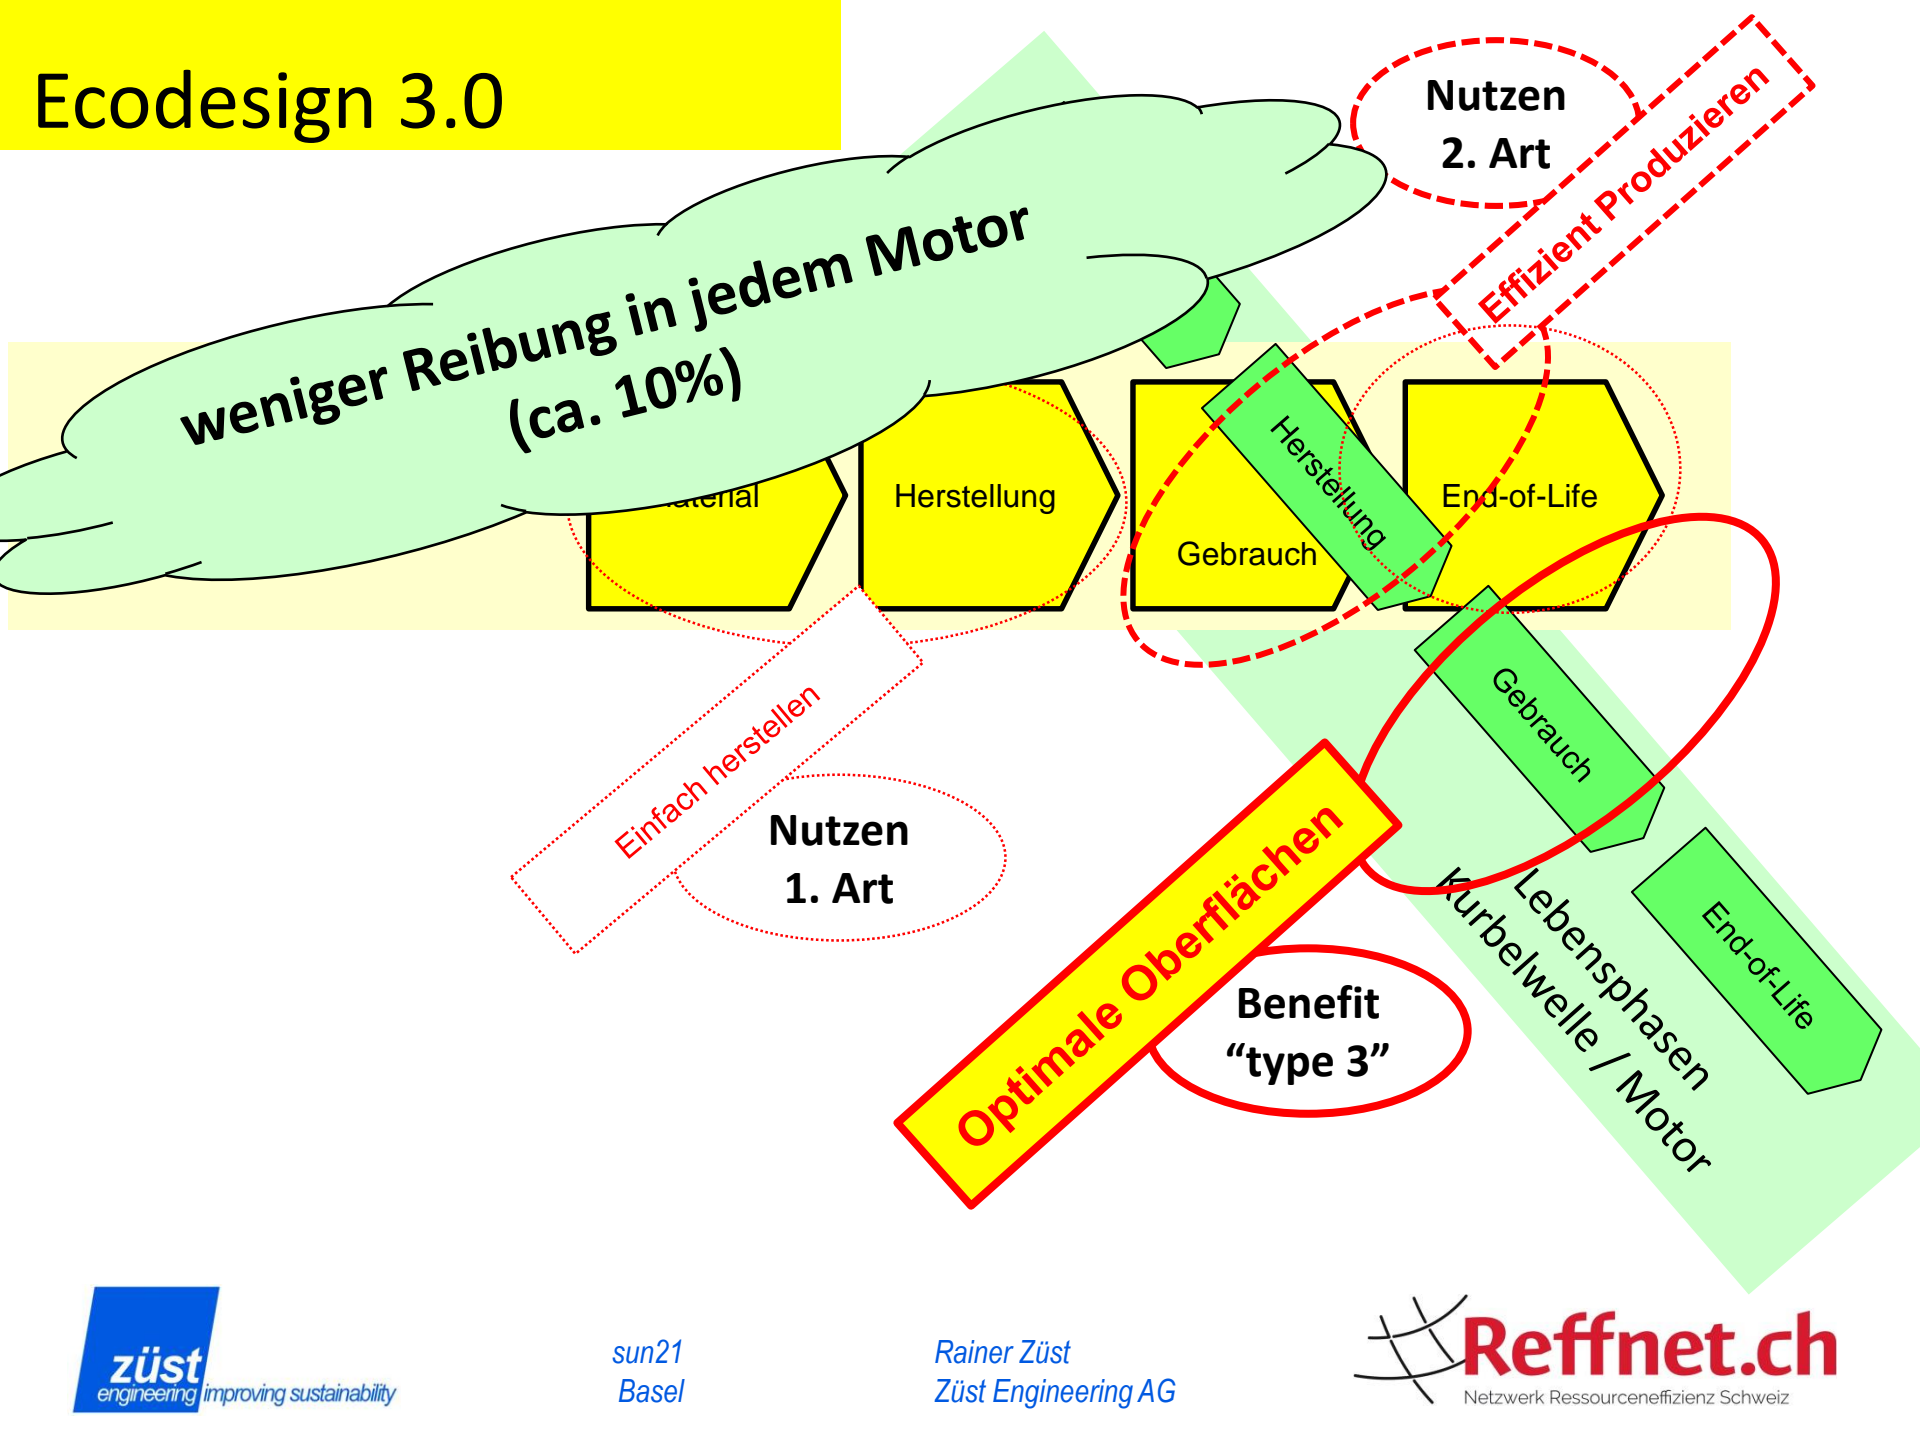 Ecodesign 3.0
Nutzen
2. Art
Effizient Produzieren
weniger Reibung in jedem Motor
(ca. 10%)
Herstellung
Gebrauch
End-of-Life
Herstellung
Gebrauch
End-of-Life
Lebensphasen
Kurbelwelle / Motor
Einfach herstellen
Nutzen
1. Art
Optimale Oberflächen
Benefit
“type 3”
züst
engineering improving sustainability
sun21
Basel
Rainer Züst
Züst Engineering AG
Reffnet.ch
Netzwerk Ressourceneffizienz Schweiz